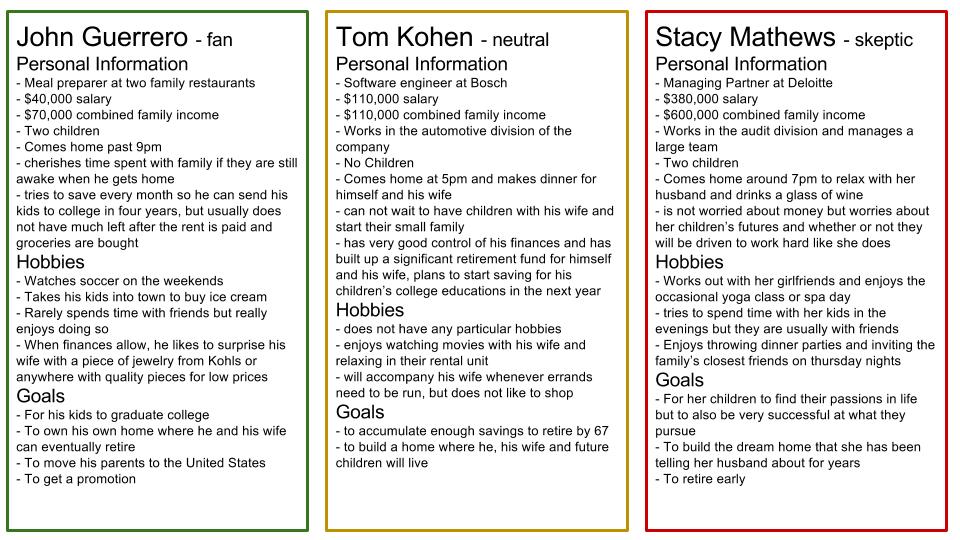 John Guerrero - fan
Personal Information
- Meal preparer at two family restaurants
- $40,000 salary
- $70,000 combined family income
- Two children
- Comes home past 9pm
- cherishes time spent with family if they are still
awake when he gets home
- tries to save every month so he can send his
kids to college in four years, but usually does
not have much left after the rent is paid and
groceries are bought
Hobbies
- Watches soccer on the weekends
- Takes his kids into town to buy ice cream
- Rarely spends time with friends but really
enjoys doing so
- When finances allow, he likes to surprise his
wife with a piece of jewelry from Kohls or
anywhere with quality pieces for low prices
Goals
- For his kids to graduate college
- To own his own home where he and his wife
can eventually retire
- To move his parents to the United States
- To get a promotion
Tom Kohen - neutral
Personal Information
- Software engineer at Bosch
- $110,000 salary
- $110,000 combined family income
- Works in the automotive division of the
company
- No Children
- Comes home at 5pm and makes dinner for
himself and his wife
- can not wait to have children with his wife and
start their small family
- has very good control of his finances and has
built up a significant retirement fund for himself
and his wife, plans to start saving for his
children's college educations in the next year
Hobbies
- does not have any particular hobbies
- enjoys watching movies with his wife and
relaxing in their rental unit
- will accompany his wife whenever errands
need to be run, but does not like to shop
Goals
- to accumulate enough savings to retire by 67
- to build a home where he, his wife and future
children will live
Stacy Mathews - skeptic
Personal Information
- Managing Partner at Deloitte
- $380,000 salary
- $600,000 combined family income
- Works in the audit division and manages a
large team
- Two children
- Comes home around 7pm to relax with her
husband and drinks a glass of wine
- is not worried about money but worries about
her children's futures and whether or not they
will be driven to work hard like she does
Hobbies
- Works out with her girlfriends and enjoys the
occasional yoga class or spa day
- tries to spend time with her kids in the
evenings but they are usually with friends
- Enjoys throwing dinner parties and inviting the
family's closest friends on thursday nights
Goals
- For her children to find their passions in life
but to also be very successful at what they
pursue
- To build the dream home that she has been
telling her husband about for years
- To retire early